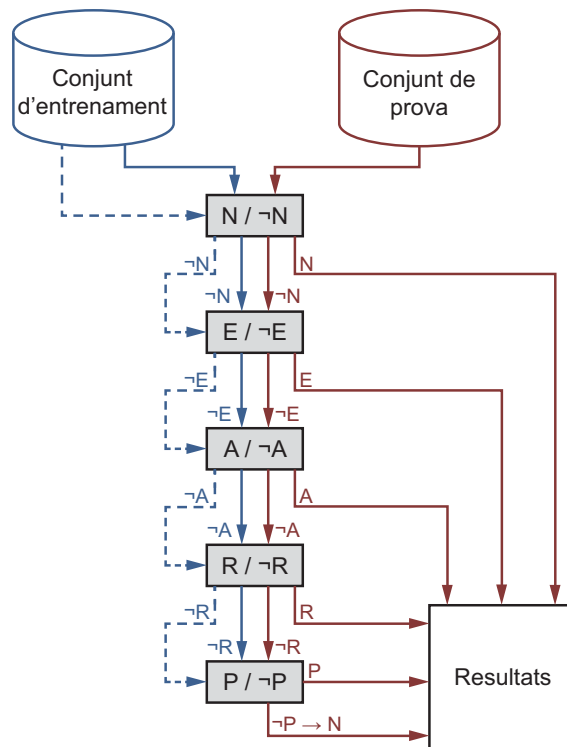 Conjunt
d'entrenament
Conjunt de
prova
N / ¬N
¬N
N
¬N
¬N
E / ¬E
¬E
E
¬E
¬E
A / ¬A
¬A
A
¬A
¬A
R / ¬R
¬R
R
¬R
¬R
P / ¬P
P
¬P → N
Resultats